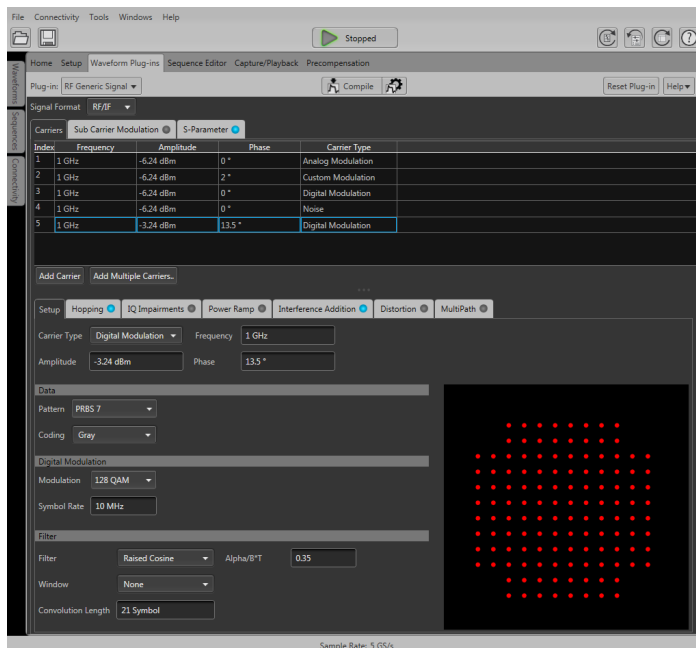 File Connectivity Tools Windows Help
Stopped
Home Setup Waveform Plug-ins Sequence Editor Capture/Playback Precompensation
Waveforms
Sequences
Connectivity
Plug-in: RF Generic Signal Compile Reset Plug-in Help
Signal Format RF/IF
Carriers Sub Carrier Modulation S-Parameter
Index Frequency Amplitude Phase Carrier Type
1 1 GHz -6.24 dBm 0 ° Analog Modulation
2 1 GHz -6.24 dBm 2 ° Custom Modulation
3 1 GHz -6.24 dBm 0 ° Digital Modulation
4 1 GHz -6.24 dBm 0 ° Noise
5 1 GHz -3.24 dBm 13.5 ° Digital Modulation
Add Carrier Add Multiple Carriers..
Setup Hopping IQ Impairments Power Ramp Interference Addition Distortion MultiPath
Carrier Type Digital Modulation Frequency 1 GHz
Amplitude -3.24 dBm Phase 13.5 °
Data
Pattern PRBS 7
Coding Gray
Digital Modulation
Modulation 128 QAM
Symbol Rate 10 MHz
Filter
Filter Raised Cosine Alpha/B*T 0.35
Window None
Convolution Length 21 Symbol
Sample Rate: 5 GS/s